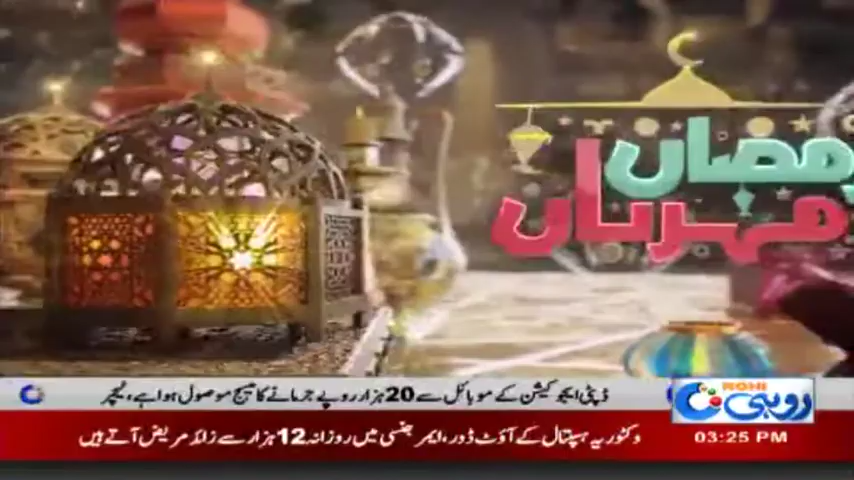 رمضان
مہربان
ڈپٹی ایجوکیشن کے موبائل سے 20 ہزار روپے جرمانے کا میسج موصول ہوا ہے، ٹیچر
ROHI
روہی
وکٹوریہ ہسپتال کے آؤٹ ڈور، ایمرجنسی میں روزانہ 12 ہزار سے زائد مریض آتے ہیں
03:25 PM